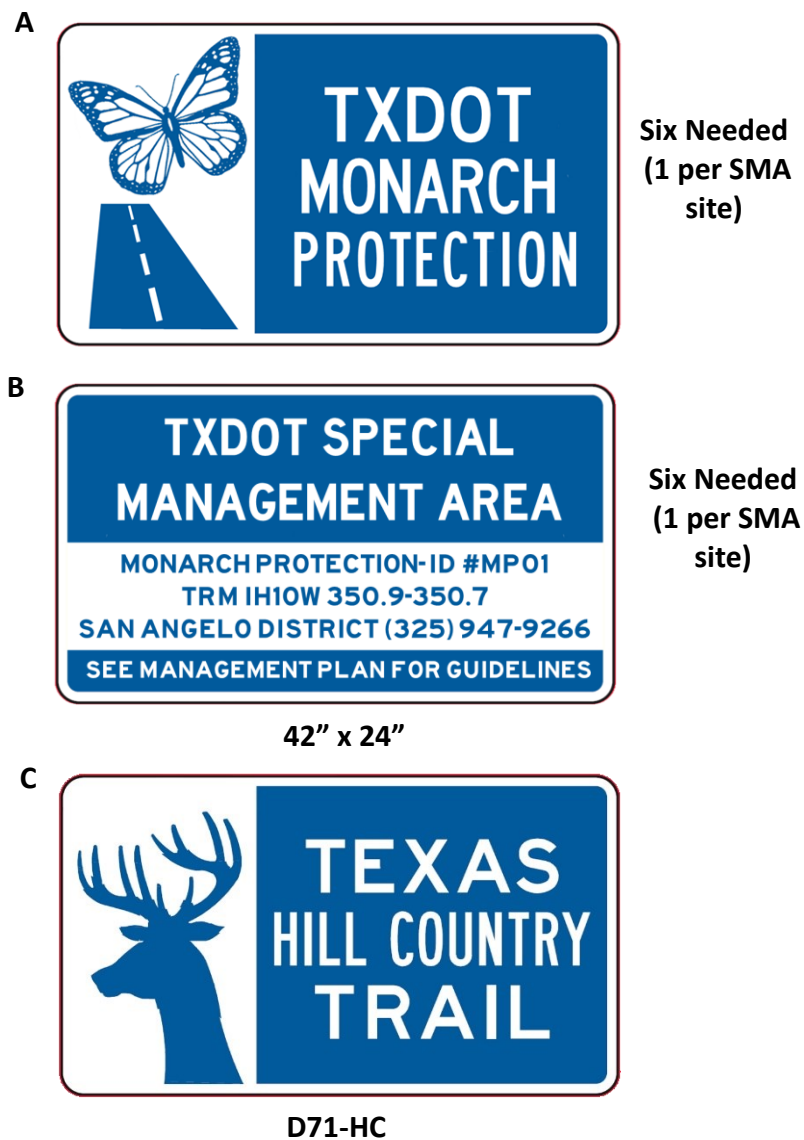 A
TXDOT
MONARCH
PROTECTION
Six Needed
(1 per SMA
site)
B
TXDOT SPECIAL
MANAGEMENT AREA
MONARCH PROTECTION-ID #MP01
TRM IH10W 350.9-350.7
SAN ANGELO DISTRICT (325) 947-9266
SEE MANAGEMENT PLAN FOR GUIDELINES
Six Needed
(1 per SMA
site)
42” x 24”
C
TEXAS
HILL COUNTRY
TRAIL
D71-HC